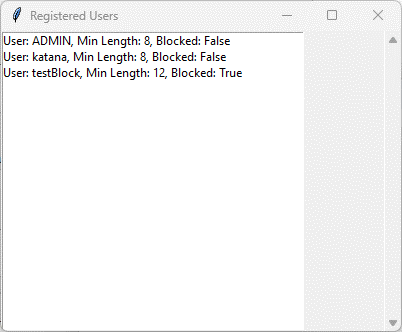 Registered Users
User: ADMIN, Min Length: 8, Blocked: False
User: katana, Min Length: 8, Blocked: False
User: testBlock, Min Length: 12, Blocked: True